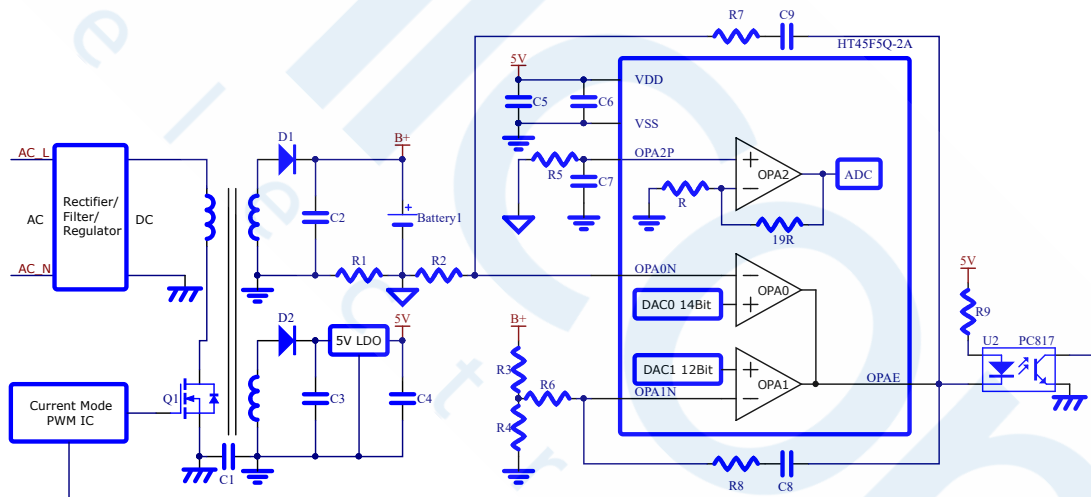 R7
C9
HT45F5Q-2A
5V
VDD
C5
C6
VSS
D1
B+
AC_L
OPA2P
R5
C7
OPA2
ADC
R
19R
Rectifier/
Filter/
Regulator
AC
DC
C2
+
Battery1
AC_N
R1
R2
OPA0N
OPA0
DAC0 14Bit
5V
R9
D2
5V LDO
5V
B+
U2
PC817
R3
R6
DAC1 12Bit
OPA1
OPAE
OPA1N
Q1
Current Mode
PWM IC
C3
C4
R4
C1
R8
C8